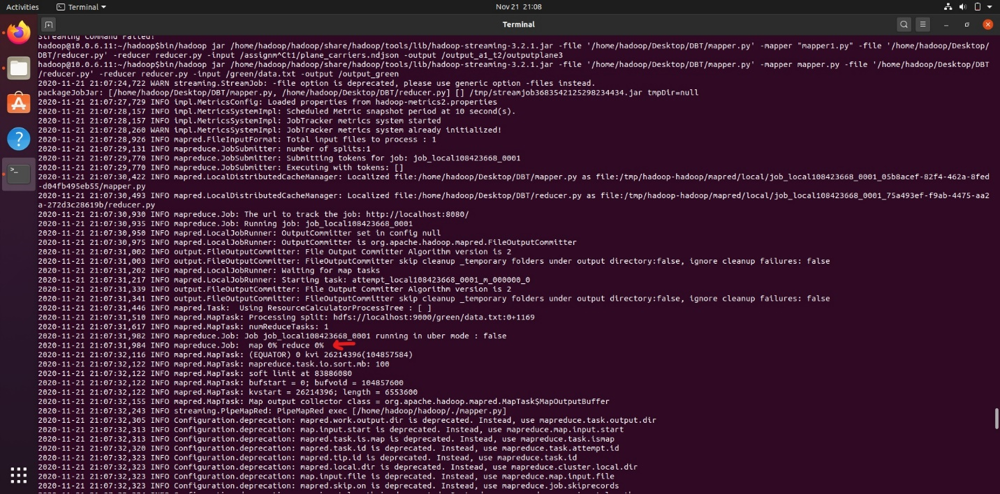 Activities
Terminal
Nov 21 21:08
Terminal
Streaming Command Failed!
hadoop@10.0.6.11:~/hadoop$bin/hadoop jar /home/hadoop/hadoop/share/hadoop/tools/lib/hadoop-streaming-3.2.1.jar -file '/home/hadoop/Desktop/DBT/mapper.py' -mapper "mapper1.py" -file '/home/hadoop/Desktop/
DBT/reducer.py' -reducer reducer.py -input /assignm^Ct1/plane_carriers.ndjson -output /output_a1_t2/outputplane3
hadoop@10.0.6.11:~/hadoop$bin/hadoop jar /home/hadoop/hadoop/share/hadoop/tools/lib/hadoop-streaming-3.2.1.jar -file '/home/hadoop/Desktop/DBT/mapper.py' -mapper mapper.py -file '/home/hadoop/Desktop/DBT
/reducer.py' -reducer reducer.py -input /green/data.txt -output /output_green
2020-11-21 21:07:24,722 WARN streaming.StreamJob: -file option is deprecated, please use generic option -files instead.
packageJobJar: [/home/hadoop/Desktop/DBT/mapper.py, /home/hadoop/Desktop/DBT/reducer.py] [] /tmp/streamjob3683542125298234434.jar tmpDir=null
2020-11-21 21:07:27,729 INFO impl.MetricsConfig: Loaded properties from hadoop-metrics2.properties
2020-11-21 21:07:28,157 INFO impl.MetricsSystemImpl: Scheduled Metric snapshot period at 10 second(s).
2020-11-21 21:07:28,157 INFO impl.MetricsSystemImpl: JobTracker metrics system started
2020-11-21 21:07:28,260 WARN impl.MetricsSystemImpl: JobTracker metrics system already initialized!
2020-11-21 21:07:28,926 INFO mapred.FileInputFormat: Total input files to process : 1
2020-11-21 21:07:29,131 INFO mapreduce.JobSubmitter: number of splits:1
2020-11-21 21:07:29,770 INFO mapreduce.JobSubmitter: Submitting tokens for job: job_local108423668_0001
2020-11-21 21:07:29,770 INFO mapreduce.JobSubmitter: Executing with tokens: []
2020-11-21 21:07:30,422 INFO mapred.LocalDistributedCacheManager: Localized file:/home/hadoop/Desktop/DBT/mapper.py as file:/tmp/hadoop-hadoop/mapred/local/job_local108423668_0001_05b8acef-82f4-462a-8fed
-d04fb495eb55/mapper.py
2020-11-21 21:07:30,493 INFO mapred.LocalDistributedCacheManager: Localized file:/home/hadoop/Desktop/DBT/reducer.py as file:/tmp/hadoop-hadoop/mapred/local/job_local108423668_0001_75a493ef-f9ab-4475-aa2
a-272d3c28619b/reducer.py
2020-11-21 21:07:30,930 INFO mapreduce.Job: The url to track the job: http://localhost:8080/
2020-11-21 21:07:30,935 INFO mapreduce.Job: Running job: job_local108423668_0001
2020-11-21 21:07:30,950 INFO mapred.LocalJobRunner: OutputCommitter set in config null
2020-11-21 21:07:30,975 INFO mapred.LocalJobRunner: OutputCommitter is org.apache.hadoop.mapred.FileOutputCommitter
2020-11-21 21:07:31,002 INFO output.FileOutputCommitter: File Output Committer Algorithm version is 2
2020-11-21 21:07:31,003 INFO output.FileOutputCommitter: FileOutputCommitter skip cleanup _temporary folders under output directory:false, ignore cleanup failures: false
2020-11-21 21:07:31,202 INFO mapred.LocalJobRunner: Waiting for map tasks
2020-11-21 21:07:31,217 INFO mapred.LocalJobRunner: Starting task: attempt_local108423668_0001_m_000000_0
2020-11-21 21:07:31,339 INFO output.FileOutputCommitter: File Output Committer Algorithm version is 2
2020-11-21 21:07:31,341 INFO output.FileOutputCommitter: FileOutputCommitter skip cleanup _temporary folders under output directory:false, ignore cleanup failures: false
2020-11-21 21:07:31,446 INFO mapred.Task:  Using ResourceCalculatorProcessTree : [ ]
2020-11-21 21:07:31,510 INFO mapred.MapTask: Processing split: hdfs://localhost:9000/green/data.txt:0+1169
2020-11-21 21:07:31,617 INFO mapred.MapTask: numReduceTasks: 1
2020-11-21 21:07:31,982 INFO mapreduce.Job: Job job_local108423668_0001 running in uber mode : false
2020-11-21 21:07:31,984 INFO mapreduce.Job:  map 0% reduce 0%
2020-11-21 21:07:32,116 INFO mapred.MapTask: (EQUATOR) 0 kvi 26214396(104857584)
2020-11-21 21:07:32,122 INFO mapred.MapTask: mapreduce.task.io.sort.mb: 100
2020-11-21 21:07:32,122 INFO mapred.MapTask: soft limit at 83886080
2020-11-21 21:07:32,122 INFO mapred.MapTask: bufstart = 0; bufvoid = 104857600
2020-11-21 21:07:32,122 INFO mapred.MapTask: kvstart = 26214396; length = 6553600
2020-11-21 21:07:32,155 INFO mapred.MapTask: Map output collector class = org.apache.hadoop.mapred.MapTask$MapOutputBuffer
2020-11-21 21:07:32,243 INFO streaming.PipeMapRed: PipeMapRed exec [/home/hadoop/hadoop/./mapper.py]
2020-11-21 21:07:32,305 INFO Configuration.deprecation: mapred.work.output.dir is deprecated. Instead, use mapreduce.task.output.dir
2020-11-21 21:07:32,313 INFO Configuration.deprecation: map.input.start is deprecated. Instead, use mapreduce.map.input.start
2020-11-21 21:07:32,313 INFO Configuration.deprecation: mapred.task.is.map is deprecated. Instead, use mapreduce.task.ismap
2020-11-21 21:07:32,320 INFO Configuration.deprecation: mapred.task.id is deprecated. Instead, use mapreduce.task.attempt.id
2020-11-21 21:07:32,323 INFO Configuration.deprecation: mapred.tip.id is deprecated. Instead, use mapreduce.task.id
2020-11-21 21:07:32,323 INFO Configuration.deprecation: mapred.local.dir is deprecated. Instead, use mapreduce.cluster.local.dir
2020-11-21 21:07:32,323 INFO Configuration.deprecation: map.input.file is deprecated. Instead, use mapreduce.map.input.file
2020-11-21 21:07:32,323 INFO Configuration.deprecation: mapred.skip.on is deprecated. Instead, use mapreduce.job.skiprecords